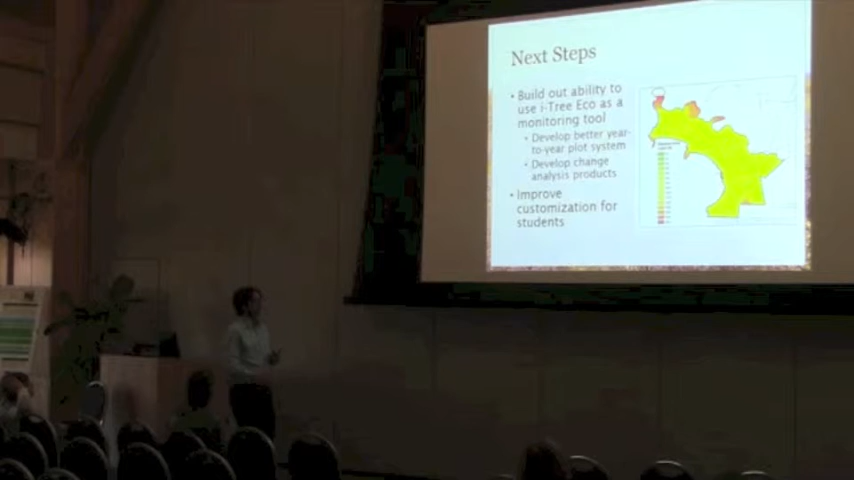 Next Steps
• Build out ability to
use i-Tree Eco as a
monitoring tool
• Develop better year-
to-year plot system
• Develop change
analysis products
• Improve
customization for
students